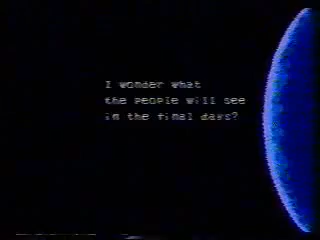 I wonder what
the people will see
in the final days?